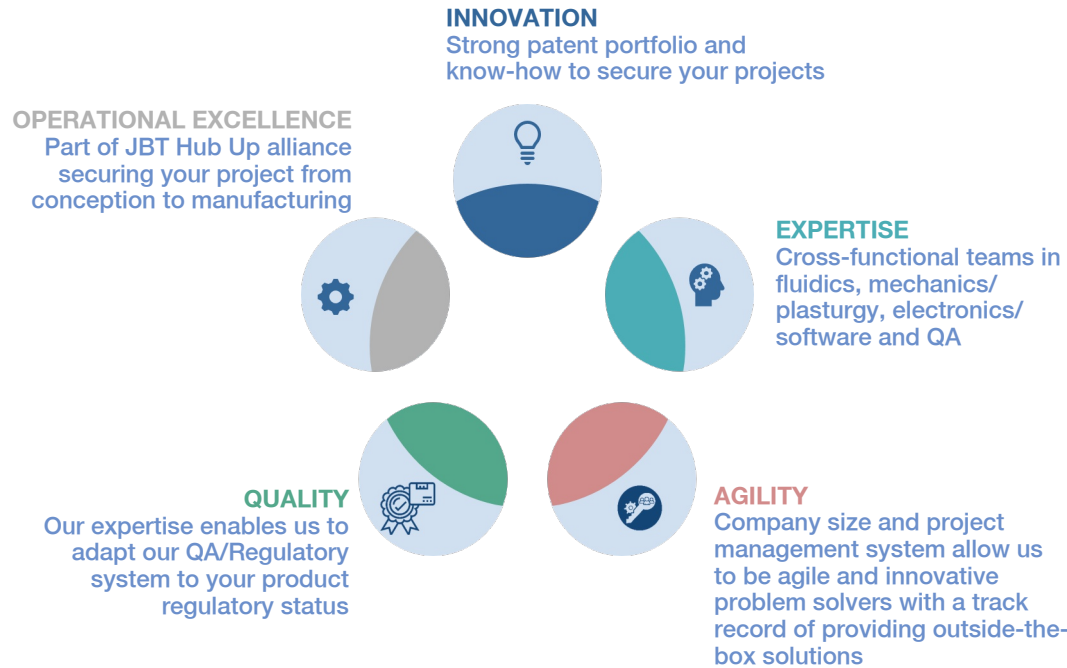 INNOVATION
Strong patent portfolio and
know-how to secure your projects
OPERATIONAL EXCELLENCE
Part of JBT Hub Up alliance
securing your project from
conception to manufacturing
EXPERTISE
Cross-functional teams in
fluidics, mechanics/
plasturgy, electronics/
software and QA
QUALITY
Our expertise enables us to
adapt our QA/Regulatory
system to your product
regulatory status
AGILITY
Company size and project
management system allow us
to be agile and innovative
problem solvers with a track
record of providing outside-the-
box solutions